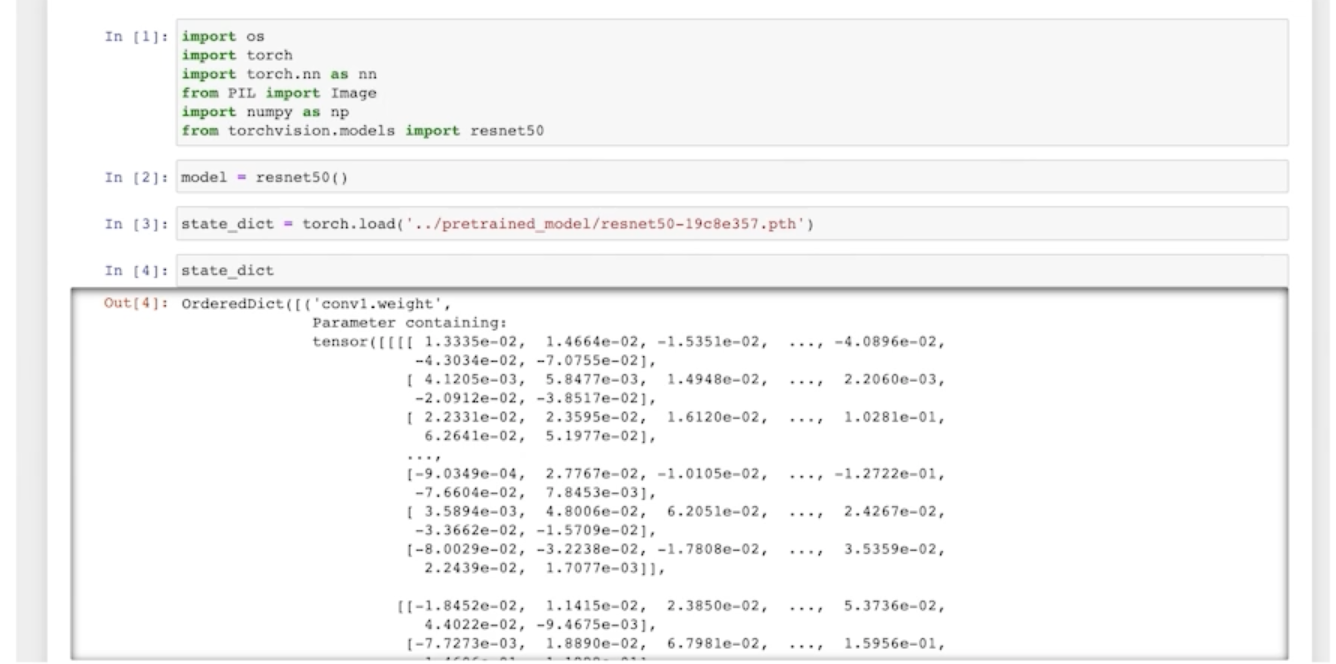 In [1]: import os
import torch
import torch.nn as nn
from PIL import Image
import numpy as np
from torchvision.models import resnet50
In [2]: model = resnet50()
In [3]: state_dict = torch.load('../pretrained_model/resnet50-19c8e357.pth')
In [4]: state_dict
Out[4]: OrderedDict([('conv1.weight',
Parameter containing:
tensor([[[[ 1.3335e-02, 1.4664e-02, -1.5351e-02, ..., -4.0896e-02,
-4.3034e-02, -7.0755e-02],
[ 4.1205e-03, 5.8477e-03, 1.4948e-02, ..., 2.2060e-03,
-2.0912e-02, -3.8517e-02],
[ 2.2331e-02, 2.3595e-02, 1.6120e-02, ..., 1.0281e-01,
6.2641e-02, 5.1977e-02],
...,
[-9.0349e-04, 2.7767e-02, -1.0105e-02, ..., -1.2722e-01,
-7.6604e-02, 7.8453e-03],
[ 3.5894e-03, 4.8006e-02, 6.2051e-02, ..., 2.4267e-02,
-3.3662e-02, -1.5709e-02],
[-8.0029e-02, -3.2238e-02, -1.7808e-02, ..., 3.5359e-02,
2.2439e-02, 1.7077e-03]],
[[-1.8452e-02, 1.1415e-02, 2.3850e-02, ..., 5.3736e-02,
4.4022e-02, -9.4675e-03],
[-7.7273e-03, 1.8890e-02, 6.7981e-02, ..., 1.5956e-01,